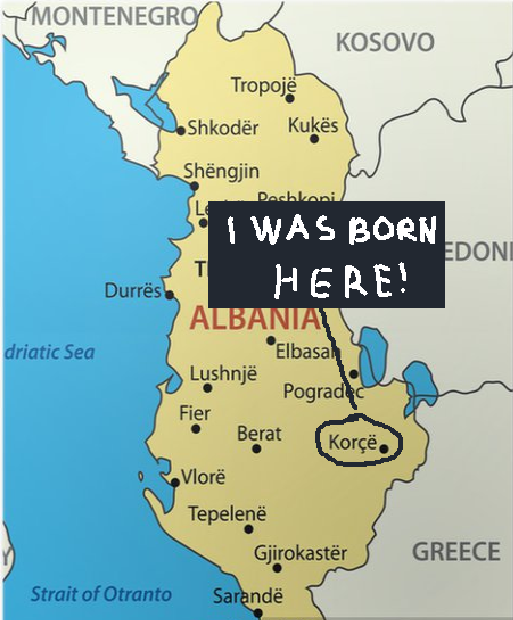 MONTENEGRO
KOSOVO
Tropojë
Shkodër
Kukës
Shëngjin
Peshkopi
I WAS BORN
HERE!
Durrës
ALBANIA
driatic Sea
Elbasan
Lushnjë
Pogradec
Fier
Berat
Korçë
Vlorë
Tepelenë
Gjirokastër
GREECE
Strait of Otranto
Sarandë